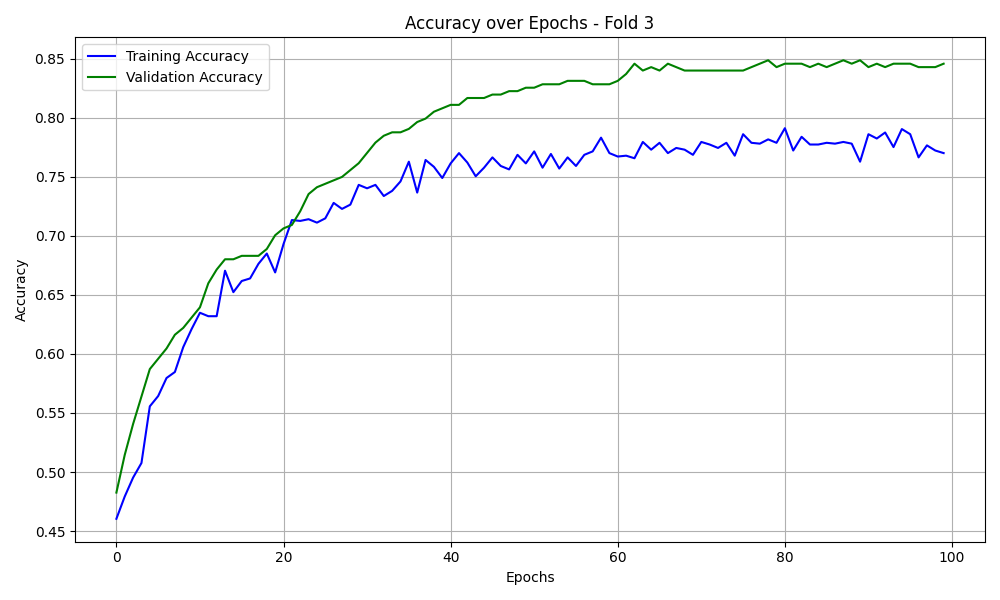 Accuracy over Epochs - Fold 3
Training Accuracy
Validation Accuracy
Accuracy
0.85
0.80
0.75
0.70
0.65
0.60
0.55
0.50
0.45
0 20 40 60 80 100
Epochs